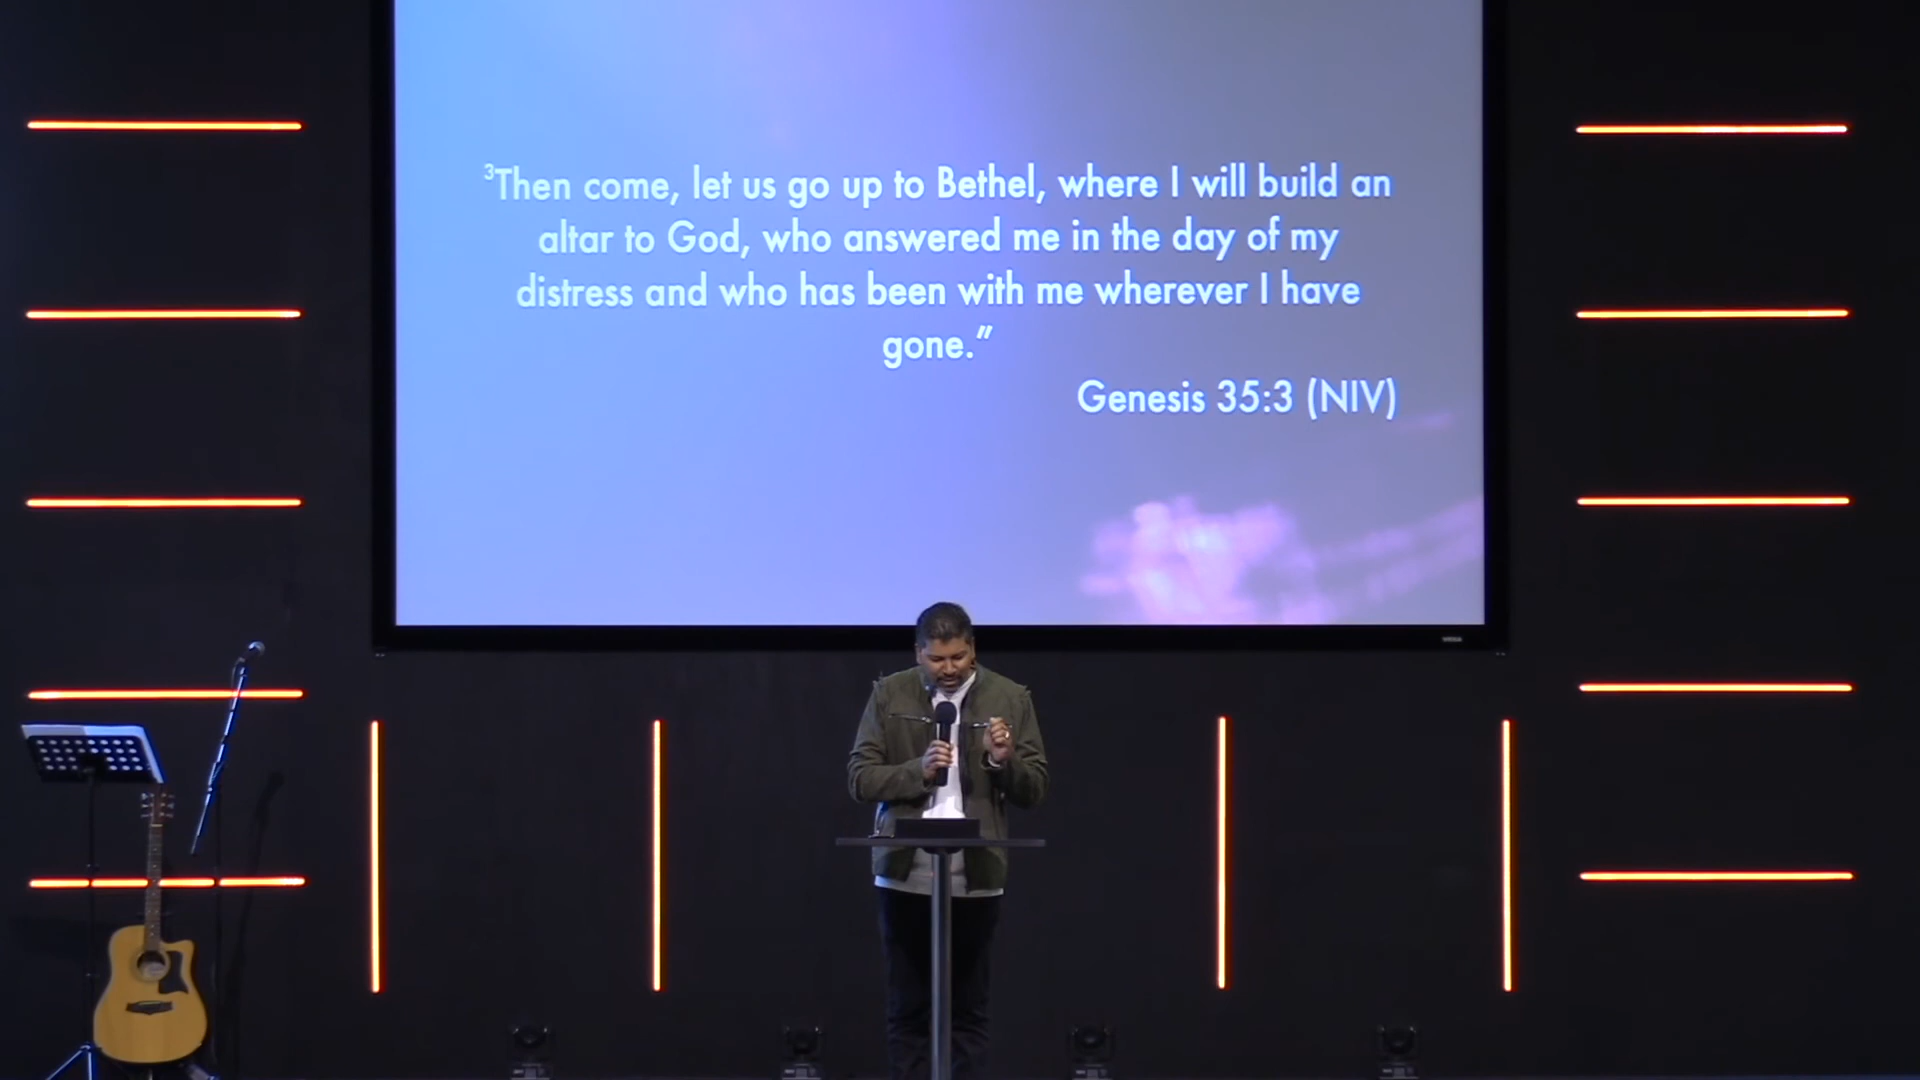 ³Then come, let us go up to Bethel, where I will build an
altar to God, who answered me in the day of my
distress and who has been with me wherever I have
gone.”
Genesis 35:3 (NIV)